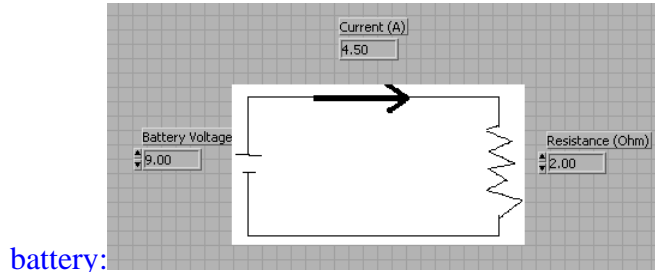 Current (A)
4.50
Battery Voltage
9.00
Resistance (Ohm)
2.00
battery: